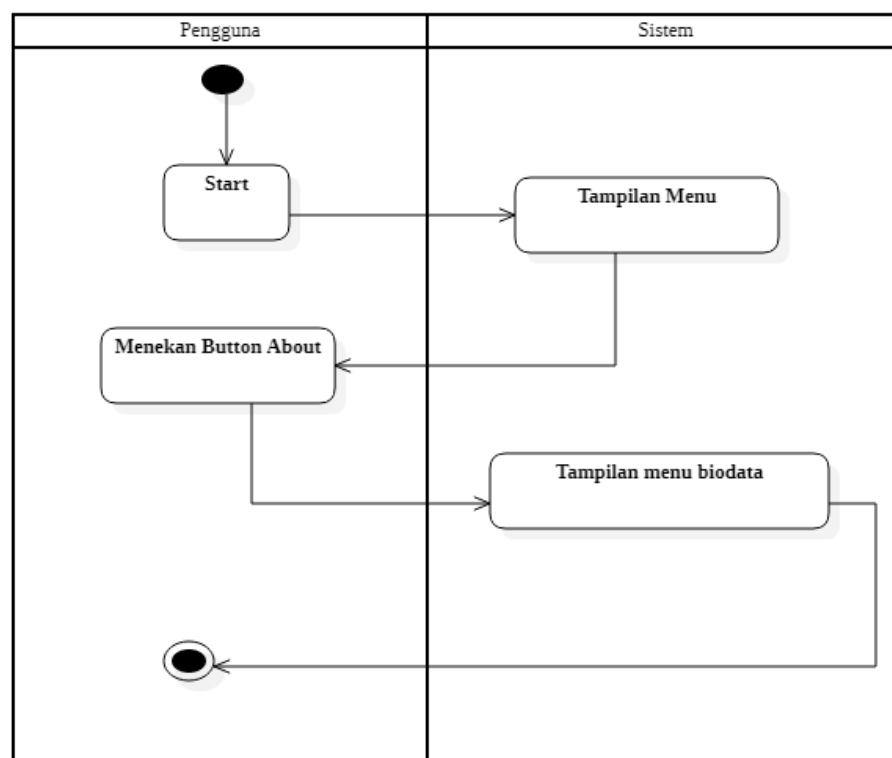 Pengguna
Sistem
Start
Tampilan Menu
Menekan Button About
Tampilan menu biodata